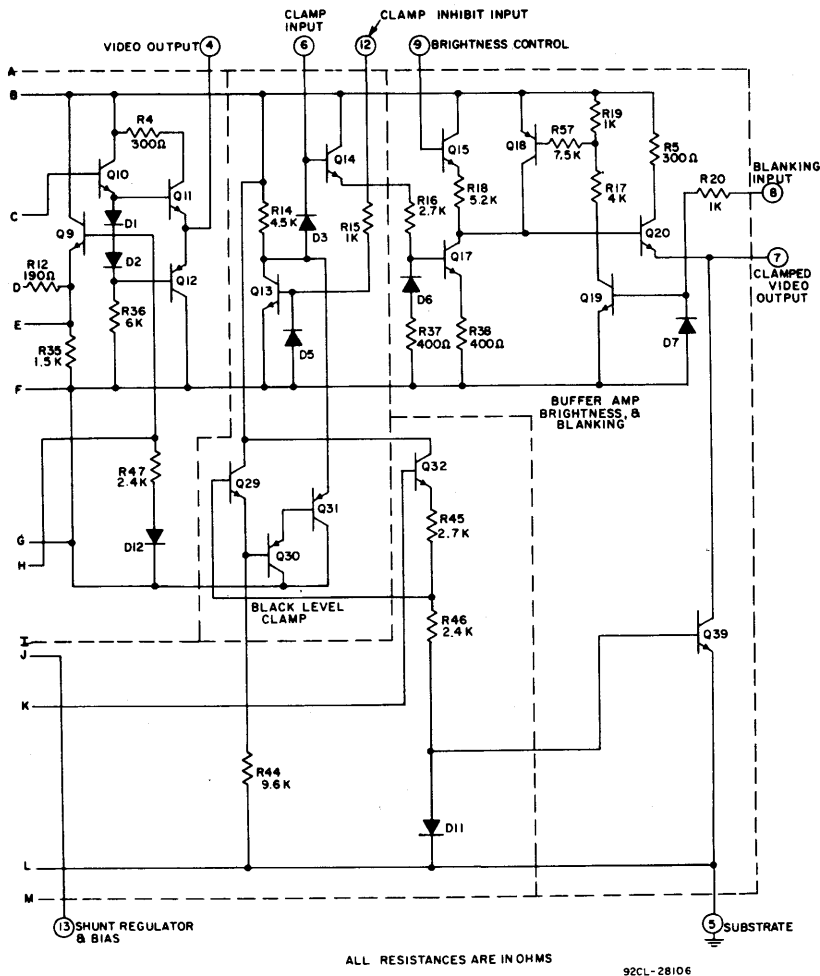 CLAMP INPUT
CLAMP INHIBIT INPUT
VIDEO OUTPUT 4
6
12
9 BRIGHTNESS CONTROL
A
B
R4
300Ω
Q10
Q11
C
D1
Q9
R12
190Ω
D2
Q12
D
R36
6K
E
R35
1.5K
F
Q14
R14
4.5K
D3
R15
1K
Q13
D5
R16
2.7K
D6
R37
400Ω
Q15
R18
5.2K
Q17
R38
400Ω
Q18
R57
7.5K
R19
1K
R17
4K
R5
300Ω
R20
1K
BLANKING
INPUT
8
Q20
7
CLAMPED
VIDEO
OUTPUT
Q19
D7
BUFFER AMP
BRIGHTNESS, &
BLANKING
R47
2.4K
D12
G
H
Q29
Q31
Q30
BLACK LEVEL
CLAMP
Q32
R45
2.7K
R46
2.4K
Q39
I
J
K
R44
9.6K
D11
L
M
13 SHUNT REGULATOR
& BIAS
5 SUBSTRATE
ALL RESISTANCES ARE IN OHMS
92CL-28106